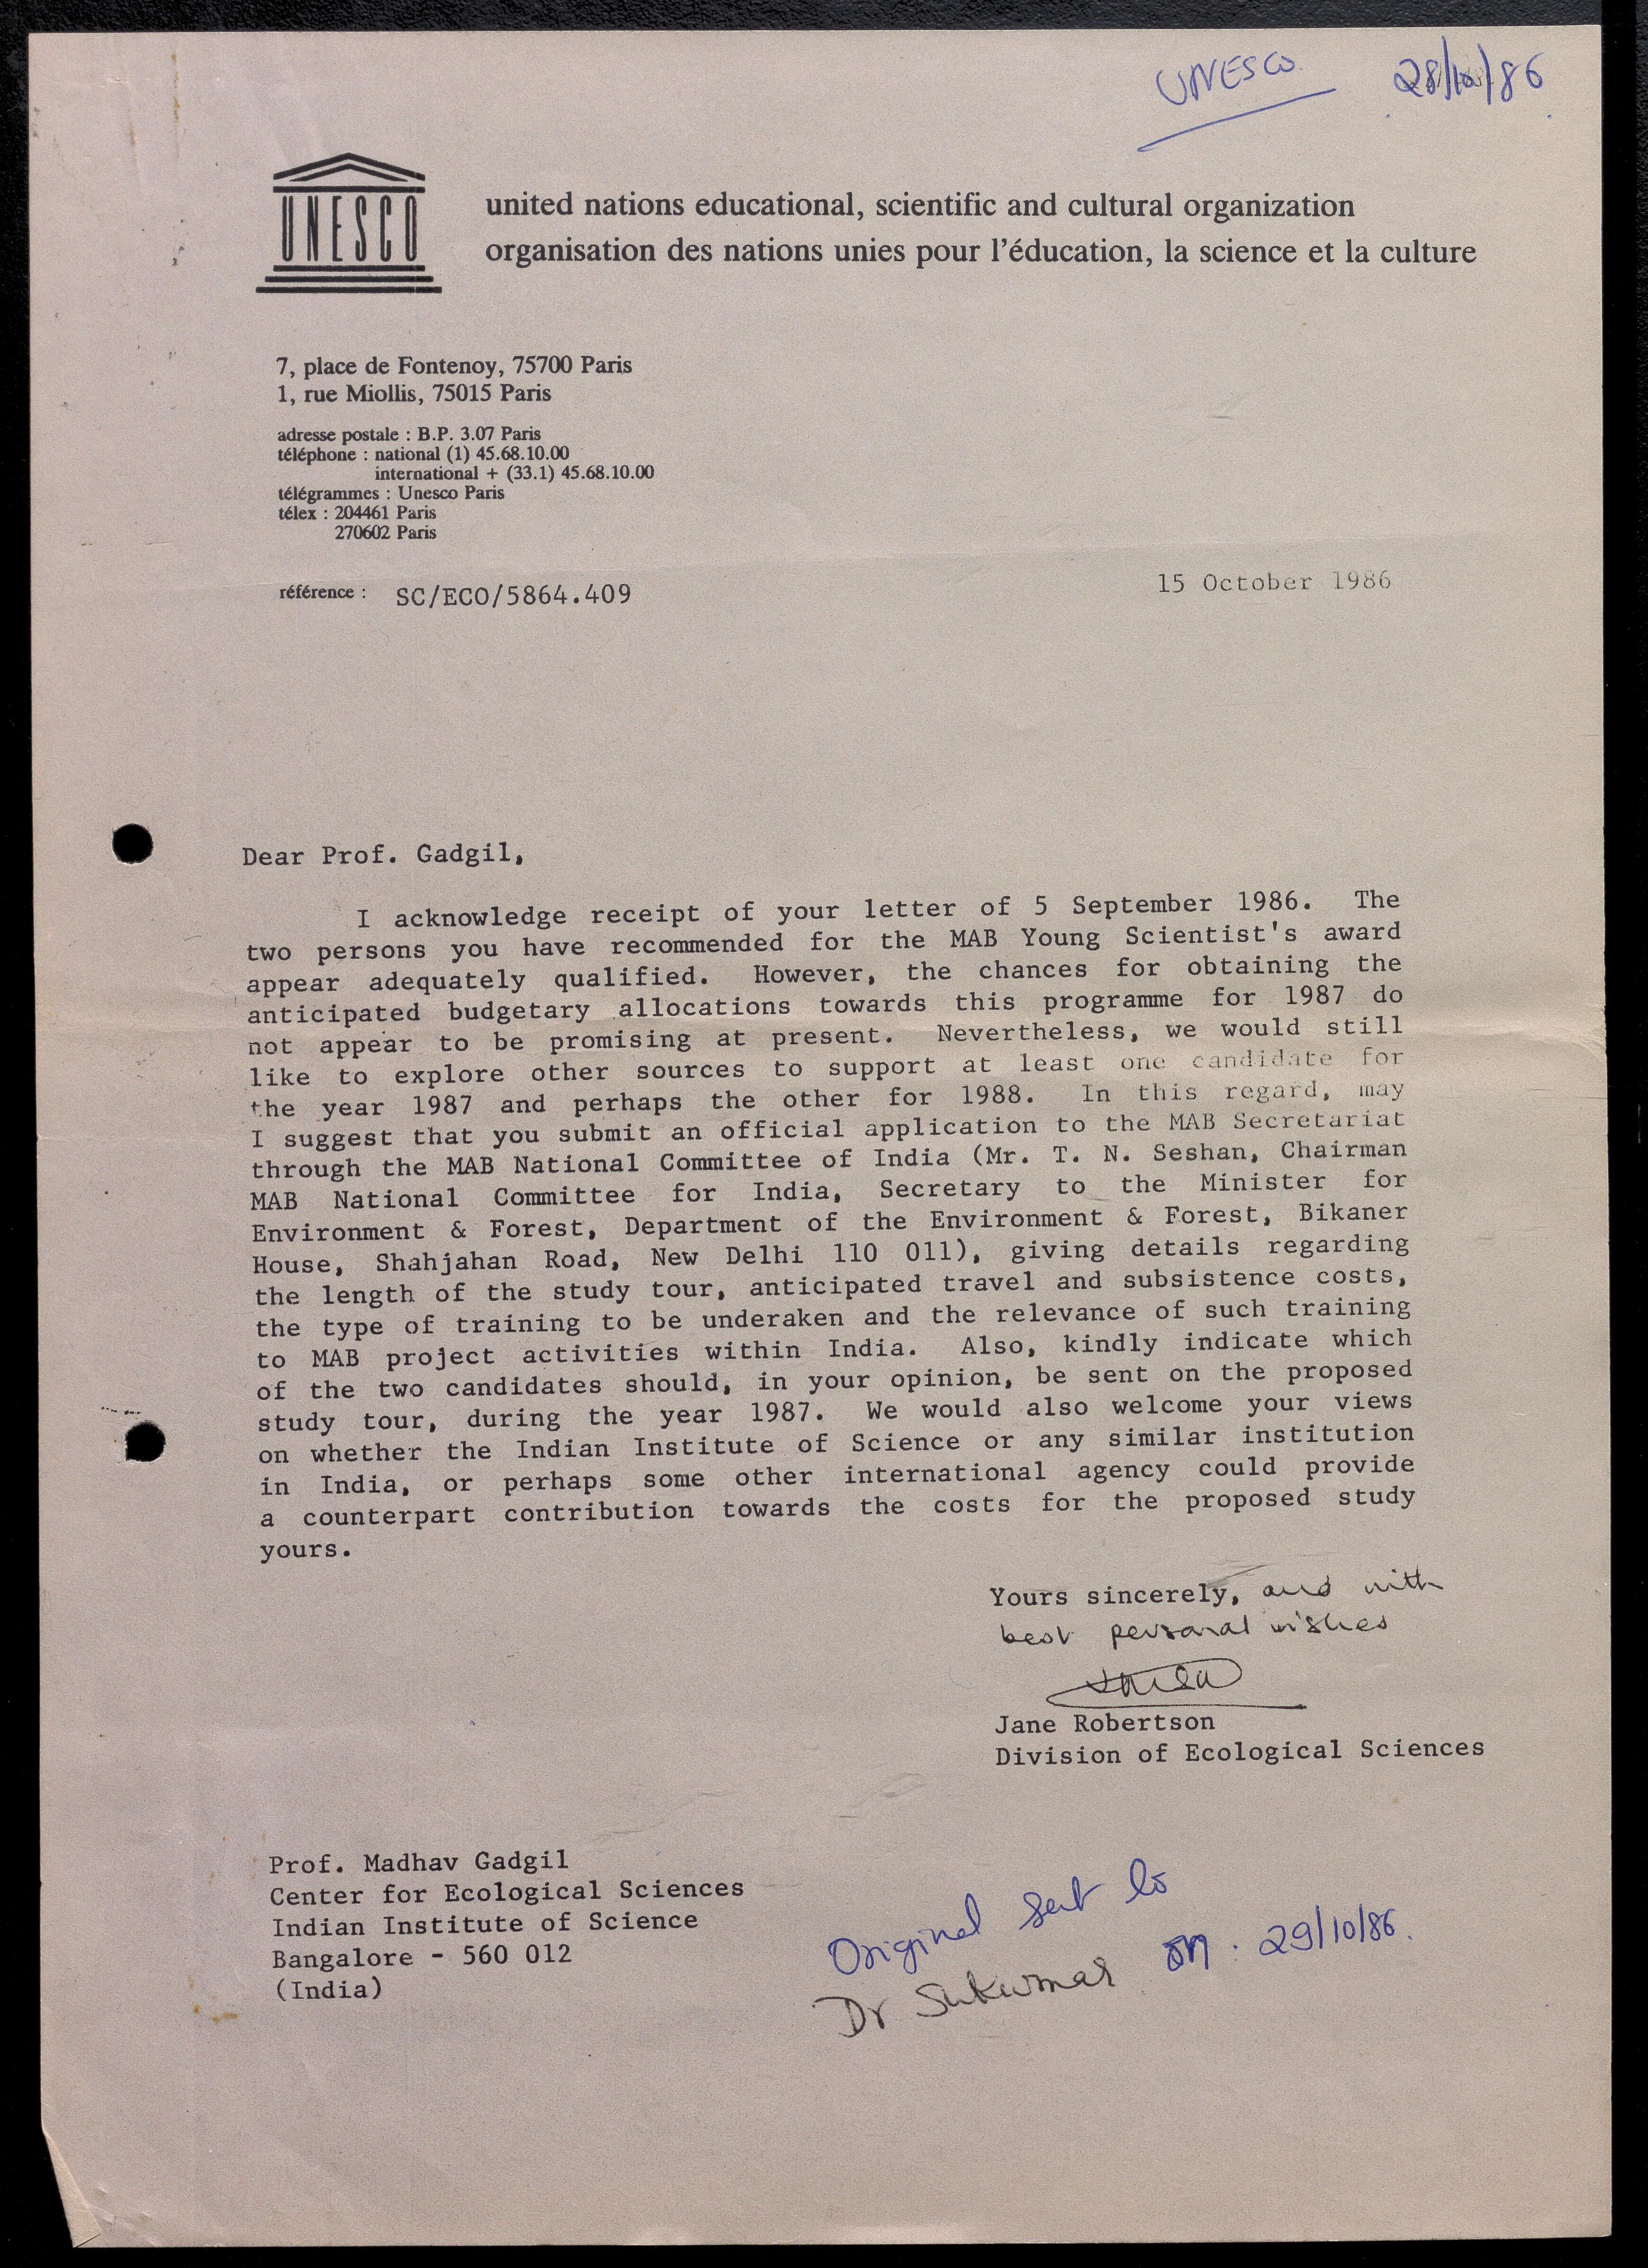 UNESCO. 28/10/86
UNESCO
united nations educational, scientific and cultural organization
organisation des nations unies pour l'éducation, la science et la culture
7, place de Fontenoy, 75700 Paris
1, rue Miollis, 75015 Paris
adresse postale : B.P. 3.07 Paris
téléphone : national (1) 45.68.10.00
international + (33.1) 45.68.10.00
télégrammes : Unesco Paris
télex : 204461 Paris
270602 Paris
référence : SC/ECO/5864.409
15 October 1986
Dear Prof. Gadgil,
I acknowledge receipt of your letter of 5 September 1986. The
two persons you have recommended for the MAB Young Scientist's award
appear adequately qualified. However, the chances for obtaining the
anticipated budgetary allocations towards this programme for 1987 do
not appear to be promising at present. Nevertheless, we would still
like to explore other sources to support at least one candidate for
the year 1987 and perhaps the other for 1988. In this regard, may
I suggest that you submit an official application to the MAB Secretariat
through the MAB National Committee of India (Mr. T. N. Seshan, Chairman
MAB National Committee for India, Secretary to the Minister for
Environment & Forest, Department of the Environment & Forest, Bikaner
House, Shahjahan Road, New Delhi 110 011), giving details regarding
the length of the study tour, anticipated travel and subsistence costs,
the type of training to be underaken and the relevance of such training
to MAB project activities within India. Also, kindly indicate which
of the two candidates should, in your opinion, be sent on the proposed
study tour, during the year 1987. We would also welcome your views
on whether the Indian Institute of Science or any similar institution
in India, or perhaps some other international agency could provide
a counterpart contribution towards the costs for the proposed study
yours.
Yours sincerely, and with
best personal wishes
Jane Robertson
Division of Ecological Sciences
Prof. Madhav Gadgil
Center for Ecological Sciences
Indian Institute of Science
Bangalore - 560 012
(India)
Original sent to
Dr Sukumar on : 29/10/86.